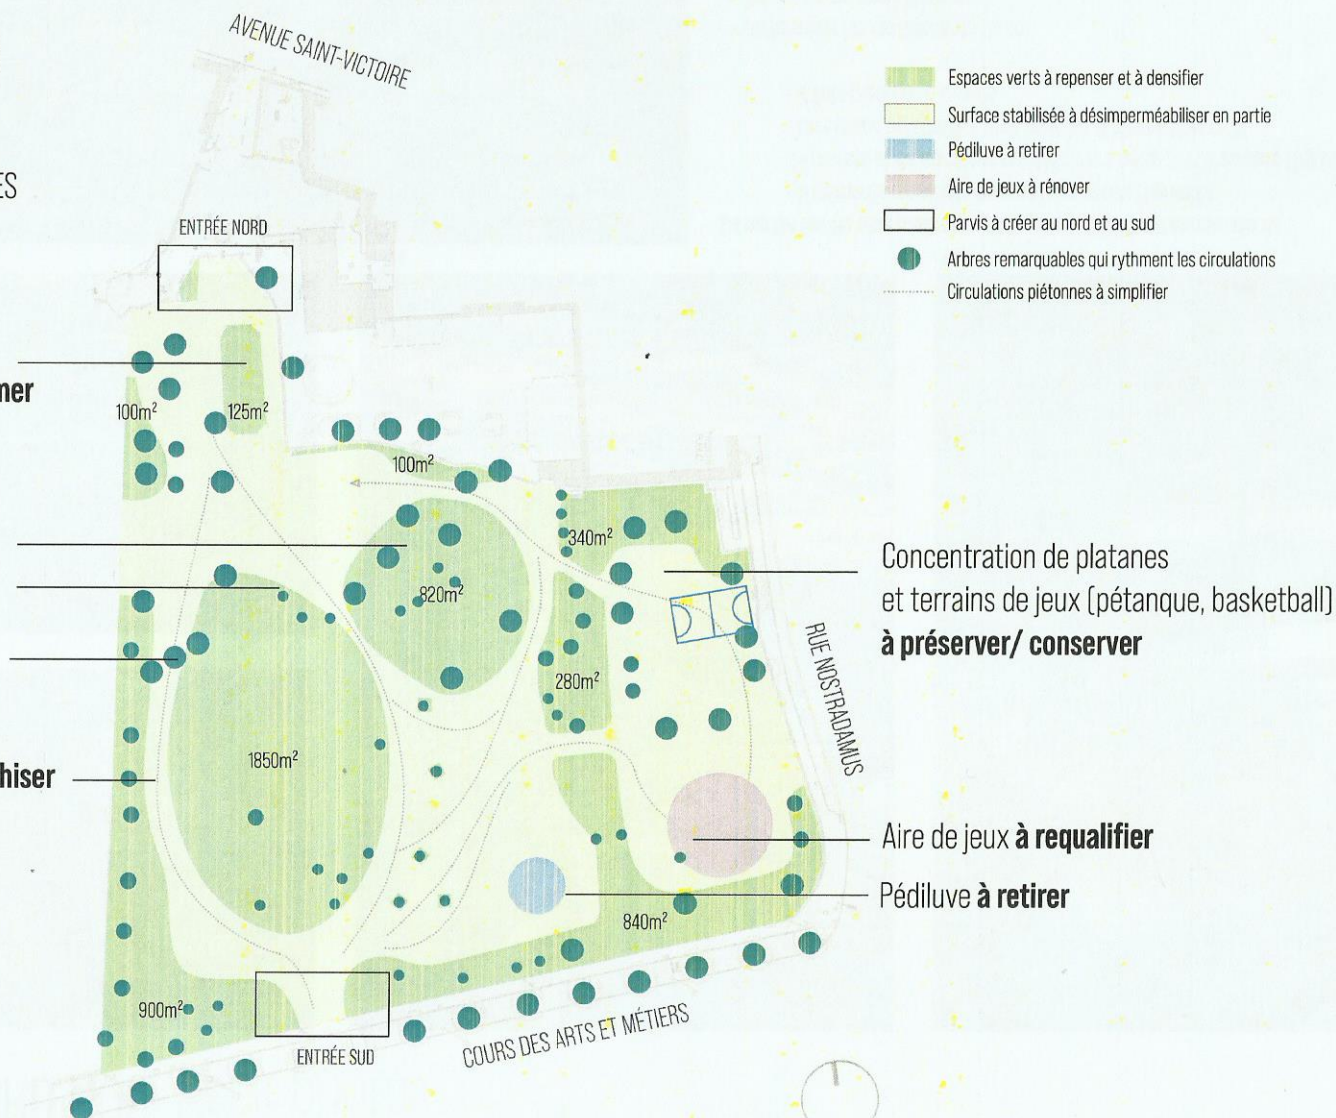 AVENUE SAINT-VICTOIRE
Espaces verts à repenser et à densifier
Surface stabilisée à désimperméabiliser en partie
Pédiluve à retirer
Aire de jeux à rénover
Parvis à créer au nord et au sud
Arbres remarquables qui rythment les circulations
Circulations piétonnes à simplifier
ES
ENTRÉE NORD
mer
100m²
125m²
100m²
340m²
820m²
280m²
1850m²
hiser
840m²
900m²
Concentration de platanes
et terrains de jeux (pétanque, basketball)
à préserver/ conserver
RUE NOSTRADAMUS
Aire de jeux à requalifier
Pédiluve à retirer
ENTRÉE SUD
COURS DES ARTS ET MÉTIERS